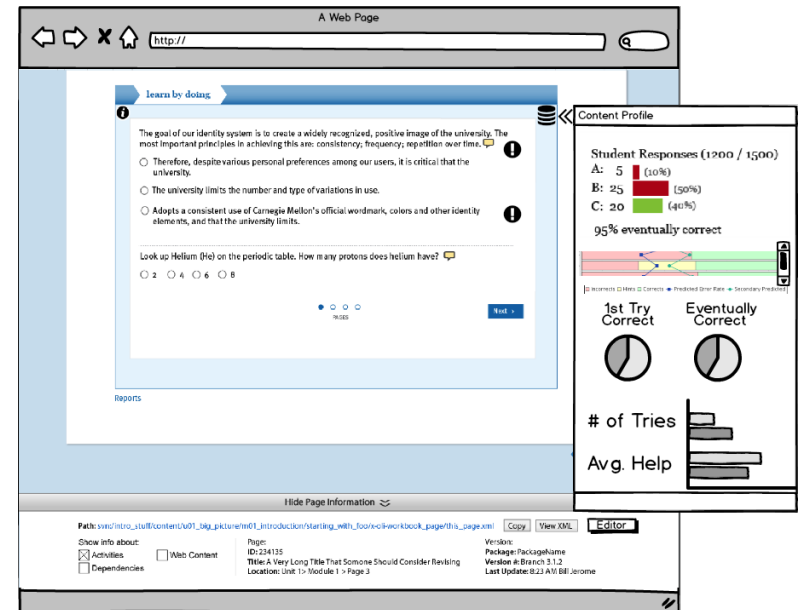 A Web Page
http://
learn by doing
The goal of our identity system is to create a widely recognized, positive image of the university. The
most important principles in achieving this are: consistency; frequency; repetition over time.
Therefore, despite various personal preferences among our users, it is critical that the
university.
The university limits the number and type of variations in use.
Adopts a consistent use of Carnegie Mellon's official wordmark, colors and other identity
elements, and that the university limits.
Look up Helium (He) on the periodic table. How many protons does helium have?
2 4 6 8
PAGES
Next ›
Reports
Content Profile
Student Responses (1200 / 1500)
A: 5 (10%)
B: 25 (50%)
C: 20 (40%)
95% eventually correct
Incorrects Hints Corrects Predicted Error Rate Secondary Predicted
1st Try Correct
Eventually Correct
# of Tries
Avg. Help
Hide Page Information
Path: svnc/intro_stuff/content/u01_big_picture/m01_introduction/starting_with_foo/x-oli-workbook_page/this_page.xml Copy View XML Editor
Show info about:
Activities Web Content
Dependencies
Page:
ID: 234135
Title: A Very Long Title That Somone Should Consider Revising
Location: Unit 1> Module 1 > Page 3
Version:
Package: PackageName
Version #: Branch 3.1.2
Last Update: 8:23 AM Bill Jerome